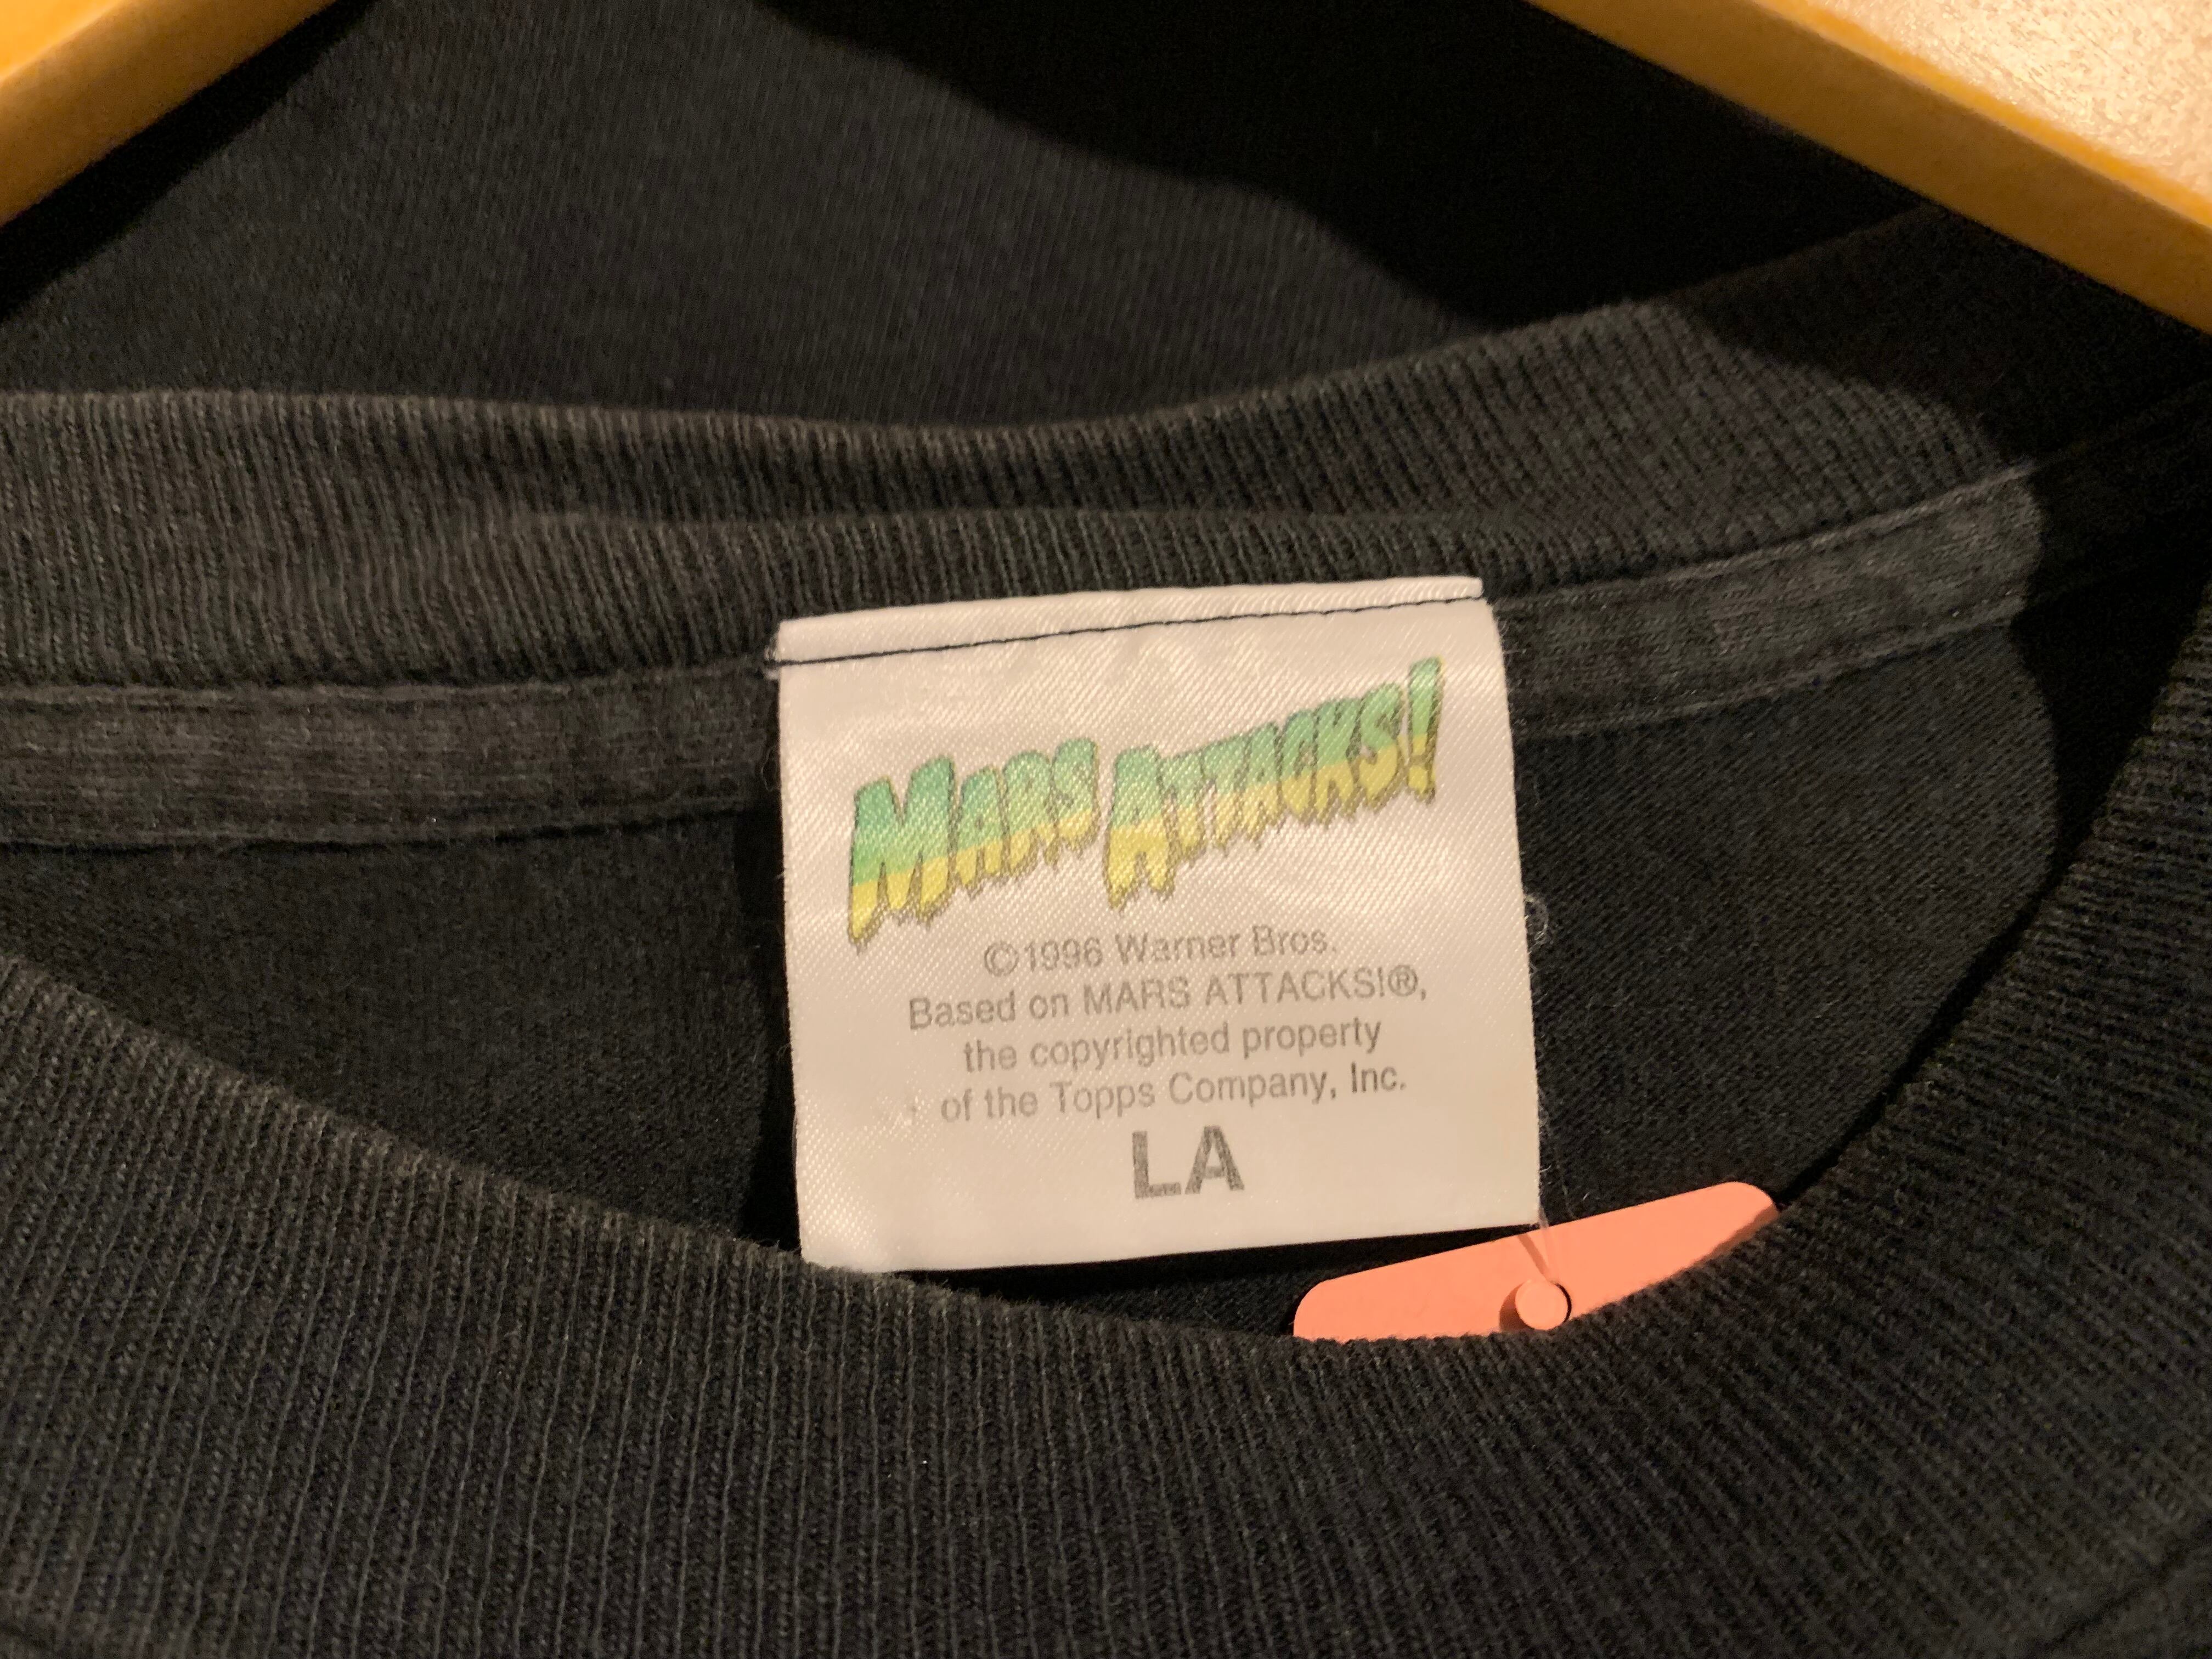 MARS ATTACKS!
©1996 Warner Bros.
Based on MARS ATTACKS!®,
the copyrighted property
of the Topps Company, Inc.
LA